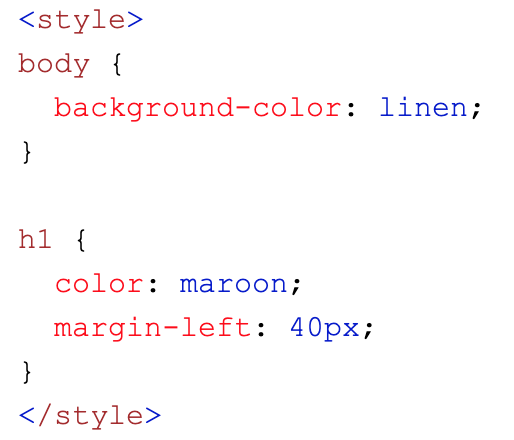 <style>
body {
  background-color: linen;
}

h1 {
  color: maroon;
  margin-left: 40px;
}
</style>